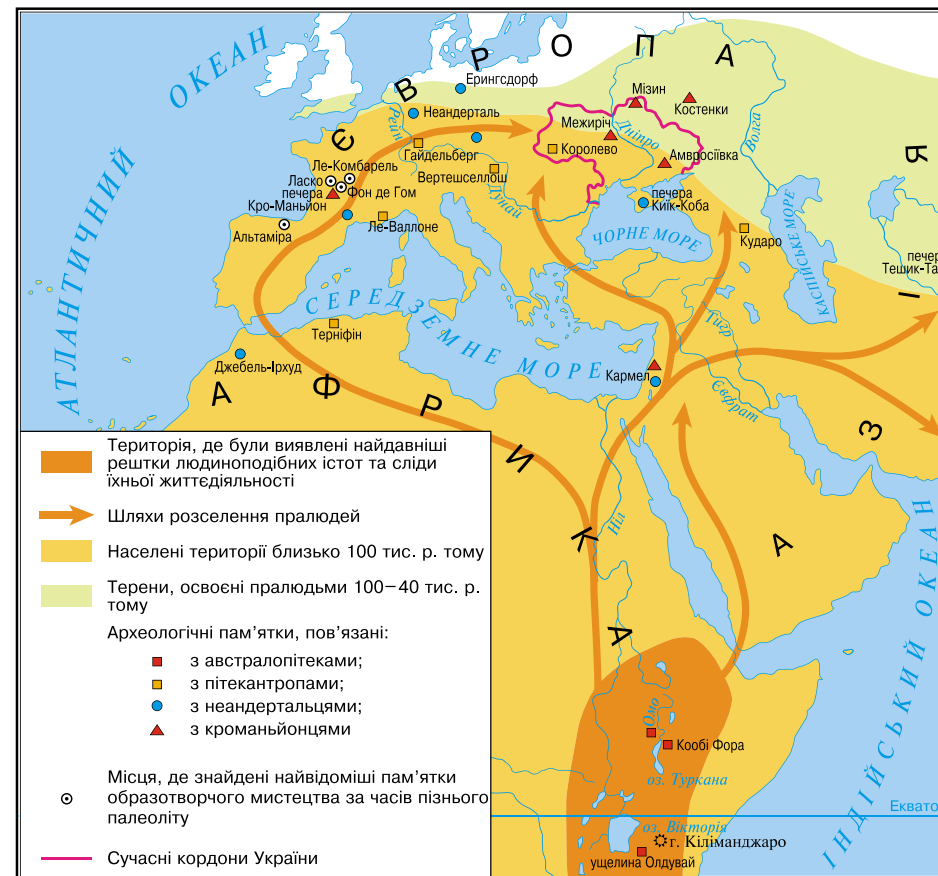 ОКЕАН
АТЛАНТИЧНИЙ
ЄВРОПА
Я
І
З
А
АФРИКА
Ерингсдорф
Неандерталь
Рейн
Гайдельберг
Вертешселлош
Дунай
Ле-Комбарель
Ласко
печера
Фон де Гом
Кро-Маньйон
Альтаміра
Ле-Валлоне
Мізин
Костенки
Межиріч
Дніпро
Королево
Амвросіївка
Волга
печера
Киїк-Коба
ЧОРНЕ МОРЕ
Кударо
КАСПІЙСЬКЕ МОРЕ
печер
Тешик-Та
СЕРЕДЗЕМНЕ МОРЕ
Терніфін
Джебель-Ірхуд
Кармел
Тигр
Євфрат
Ніл
Омо
Кообі Фора
оз. Туркана
Еквато
оз. Вікторія
г. Кіліманджаро
ущелина Олдувай
ІНДІЙСЬКИЙ ОКЕАН
Територія, де були виявлені найдавніші
рештки людиноподібних істот та сліди
їхньої життєдіяльності
Шляхи розселення пралюдей
Населені території близько 100 тис. р. тому
Терени, освоєні пралюдьми 100–40 тис. р.
тому
Археологічні пам’ятки, пов’язані:
з австралопітеками;
з пітекантропами;
з неандертальцями;
з кроманьйонцями
Місця, де знайдені найвідоміші пам’ятки
образотворчого мистецтва за часів пізнього
палеоліту
Сучасні кордони України